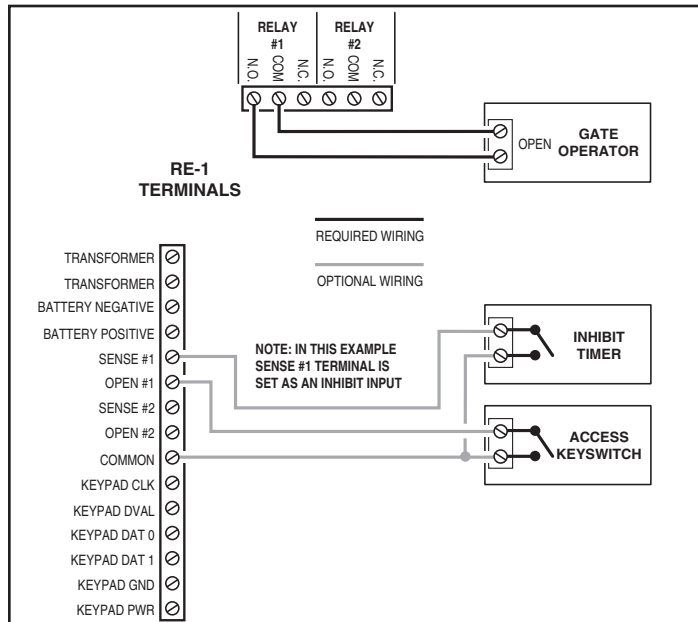 RELAY
#1
RELAY
#2
N.O.
COM
N.C.
N.O.
COM
N.C.
OPEN
GATE
OPERATOR
RE-1
TERMINALS
REQUIRED WIRING
OPTIONAL WIRING
TRANSFORMER
TRANSFORMER
BATTERY NEGATIVE
BATTERY POSITIVE
SENSE #1
OPEN #1
SENSE #2
OPEN #2
COMMON
KEYPAD CLK
KEYPAD DVAL
KEYPAD DAT 0
KEYPAD DAT 1
KEYPAD GND
KEYPAD PWR
NOTE: IN THIS EXAMPLE
SENSE #1 TERMINAL IS
SET AS AN INHIBIT INPUT
INHIBIT
TIMER
ACCESS
KEYSWITCH